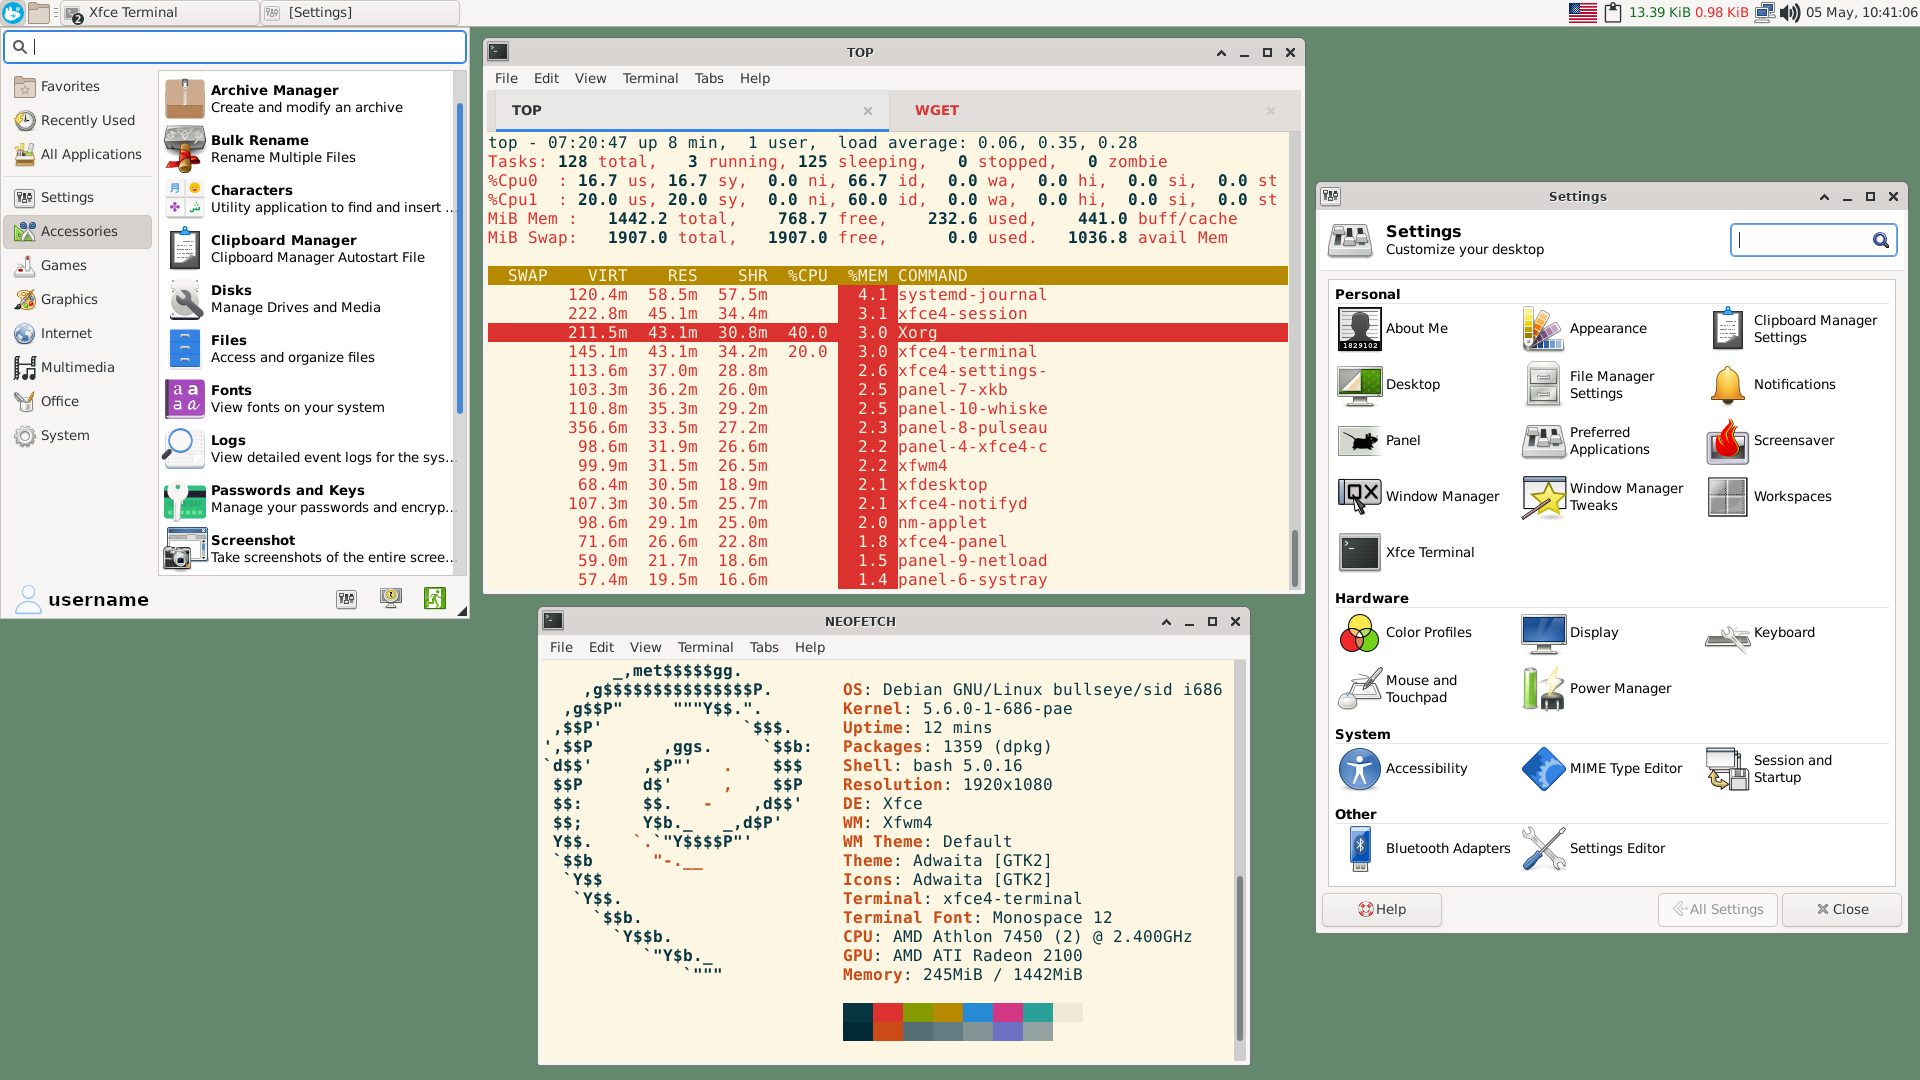 Xfce Terminal
2
[Settings]
13.39 KiB 0.98 KiB
05 May, 10:41:06
Favorites
Recently Used
All Applications
Settings
Accessories
Games
Graphics
Internet
Multimedia
Office
System
Archive Manager
Create and modify an archive
Bulk Rename
Rename Multiple Files
Characters
Utility application to find and insert ...
Clipboard Manager
Clipboard Manager Autostart File
Disks
Manage Drives and Media
Files
Access and organize files
Fonts
View fonts on your system
Logs
View detailed event logs for the sys...
Passwords and Keys
Manage your passwords and encryp...
Screenshot
Take screenshots of the entire scree...
username
TOP
File Edit View Terminal Tabs Help
TOP
WGET
top - 07:20:47 up 8 min, 1 user, load average: 0.06, 0.35, 0.28
Tasks: 128 total, 3 running, 125 sleeping, 0 stopped, 0 zombie
%Cpu0 : 16.7 us, 16.7 sy, 0.0 ni, 66.7 id, 0.0 wa, 0.0 hi, 0.0 si, 0.0 st
%Cpu1 : 20.0 us, 20.0 sy, 0.0 ni, 60.0 id, 0.0 wa, 0.0 hi, 0.0 si, 0.0 st
MiB Mem : 1442.2 total, 768.7 free, 232.6 used, 441.0 buff/cache
MiB Swap: 1907.0 total, 1907.0 free, 0.0 used. 1036.8 avail Mem
SWAP VIRT RES SHR %CPU %MEM COMMAND
120.4m 58.5m 57.5m 4.1 systemd-journal
222.8m 45.1m 34.4m 3.1 xfce4-session
211.5m 43.1m 30.8m 40.0 3.0 Xorg
145.1m 43.1m 34.2m 20.0 3.0 xfce4-terminal
113.6m 37.0m 28.8m 2.6 xfce4-settings-
103.3m 36.2m 26.0m 2.5 panel-7-xkb
110.8m 35.3m 29.2m 2.5 panel-10-whiske
356.6m 33.5m 27.2m 2.3 panel-8-pulseau
98.6m 31.9m 26.6m 2.2 panel-4-xfce4-c
99.9m 31.5m 26.5m 2.2 xfwm4
68.4m 30.5m 18.9m 2.1 xfdesktop
107.3m 30.5m 25.7m 2.1 xfce4-notifyd
98.6m 29.1m 25.0m 2.0 nm-applet
71.6m 26.6m 22.8m 1.8 xfce4-panel
59.0m 21.7m 18.6m 1.5 panel-9-netload
57.4m 19.5m 16.6m 1.4 panel-6-systray
NEOFETCH
File Edit View Terminal Tabs Help
_,met$$$$$gg.
,g$$$$$$$$$$$$$$$P.
,g$$P"     """Y$$.".
,$$P'              `$$$.
',$$P       ,ggs.     `$$b:
`d$$'     ,$P"'   .    $$$
$$P      d$'     ,    $$P
$$:      $$.   -    ,d$$'
$$;      Y$b._   _,d$P'
Y$$.    `.`"Y$$$$P"'
`$$b      "-.__
`Y$$
`Y$$.
`$$b.
`Y$$b.
`"Y$b._
`"""
OS: Debian GNU/Linux bullseye/sid i686
Kernel: 5.6.0-1-686-pae
Uptime: 12 mins
Packages: 1359 (dpkg)
Shell: bash 5.0.16
Resolution: 1920x1080
DE: Xfce
WM: Xfwm4
WM Theme: Default
Theme: Adwaita [GTK2]
Icons: Adwaita [GTK2]
Terminal: xfce4-terminal
Terminal Font: Monospace 12
CPU: AMD Athlon 7450 (2) @ 2.400GHz
GPU: AMD ATI Radeon 2100
Memory: 245MiB / 1442MiB
Settings
Settings
Customize your desktop
Personal
1829102
About Me
Appearance
Clipboard Manager
Settings
Desktop
File Manager
Settings
Notifications
Panel
Preferred
Applications
Screensaver
Window Manager
Window Manager
Tweaks
Workspaces
Xfce Terminal
Hardware
Color Profiles
Display
Keyboard
Mouse and
Touchpad
Power Manager
System
Accessibility
MIME Type Editor
Session and
Startup
Other
Bluetooth Adapters
Settings Editor
Help
All Settings
Close